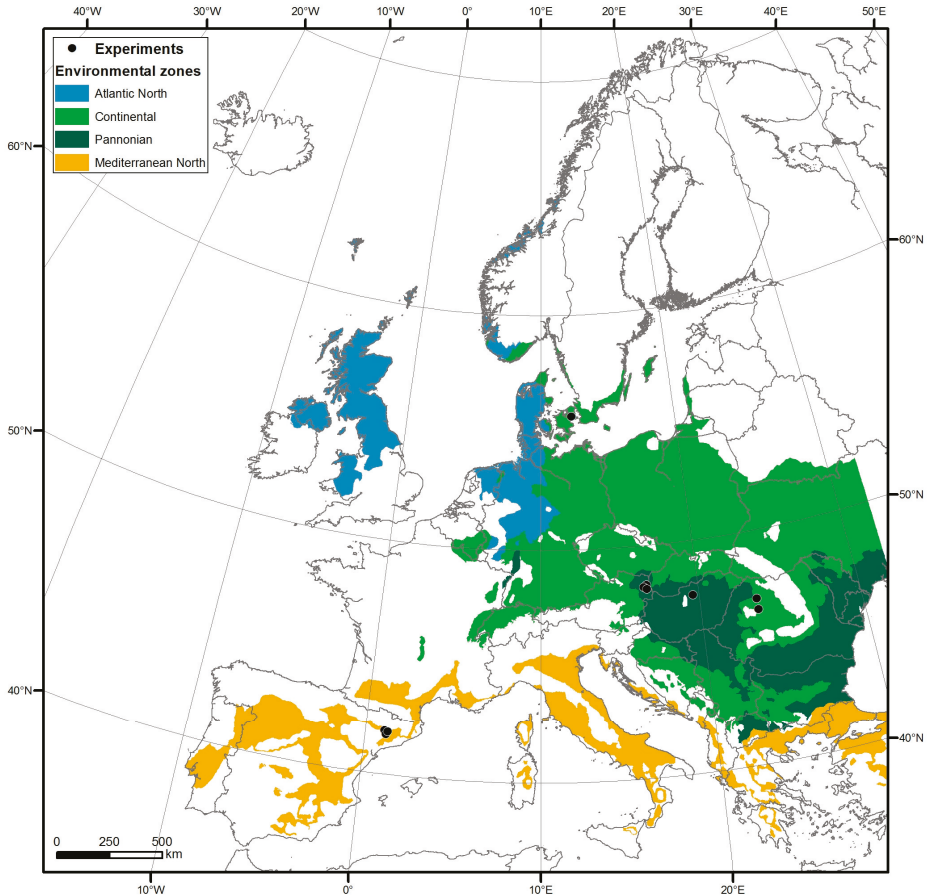 40°W 30°W 20°W 10°W 0° 10°E 20°E 30°E 40°E 50°E
Experiments
Environmental zones
Atlantic North
Continental
Pannonian
Mediterranean North
60°N 60°N
50°N 50°N
40°N 40°N
0 250 500
km
10°W 0° 10°E 20°E